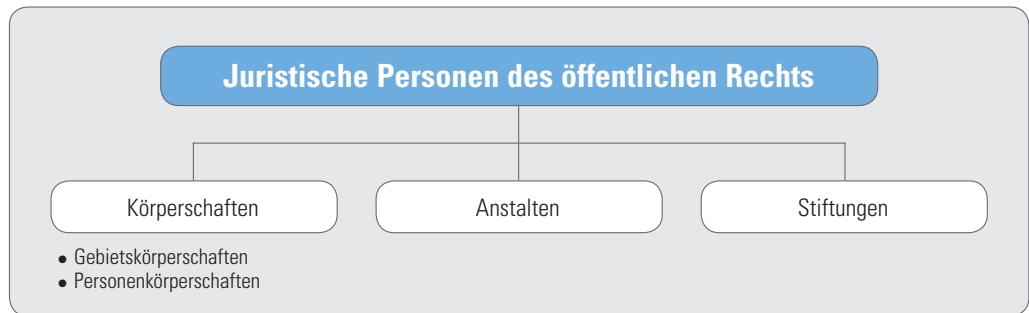 Juristische Personen des öffentlichen Rechts
Körperschaften
Anstalten
Stiftungen
• Gebietskörperschaften
• Personenkörperschaften